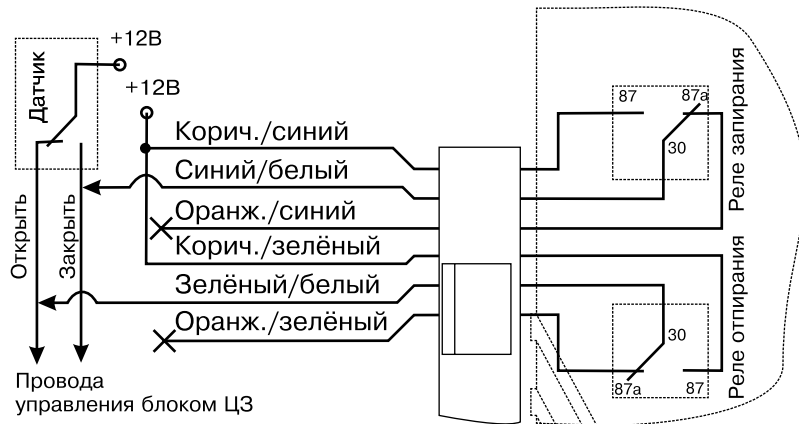 +12В
Датчик
+12В
Корич./синий
Синий/белый
Оранж./синий
Корич./зелёный
Зелёный/белый
Оранж./зелёный
Открыть
Закрыть
Провода
управления блоком ЦЗ
87
87а
30
Реле запирания
30
87а
87
Реле отпирания